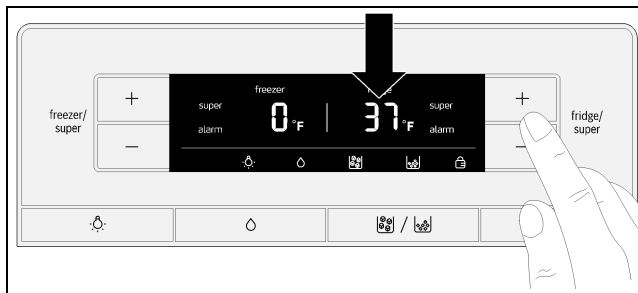 freezer
super
0°F
37°F
super
alarm
alarm
freezer/
super
+
−
+
−
fridge/
super
/